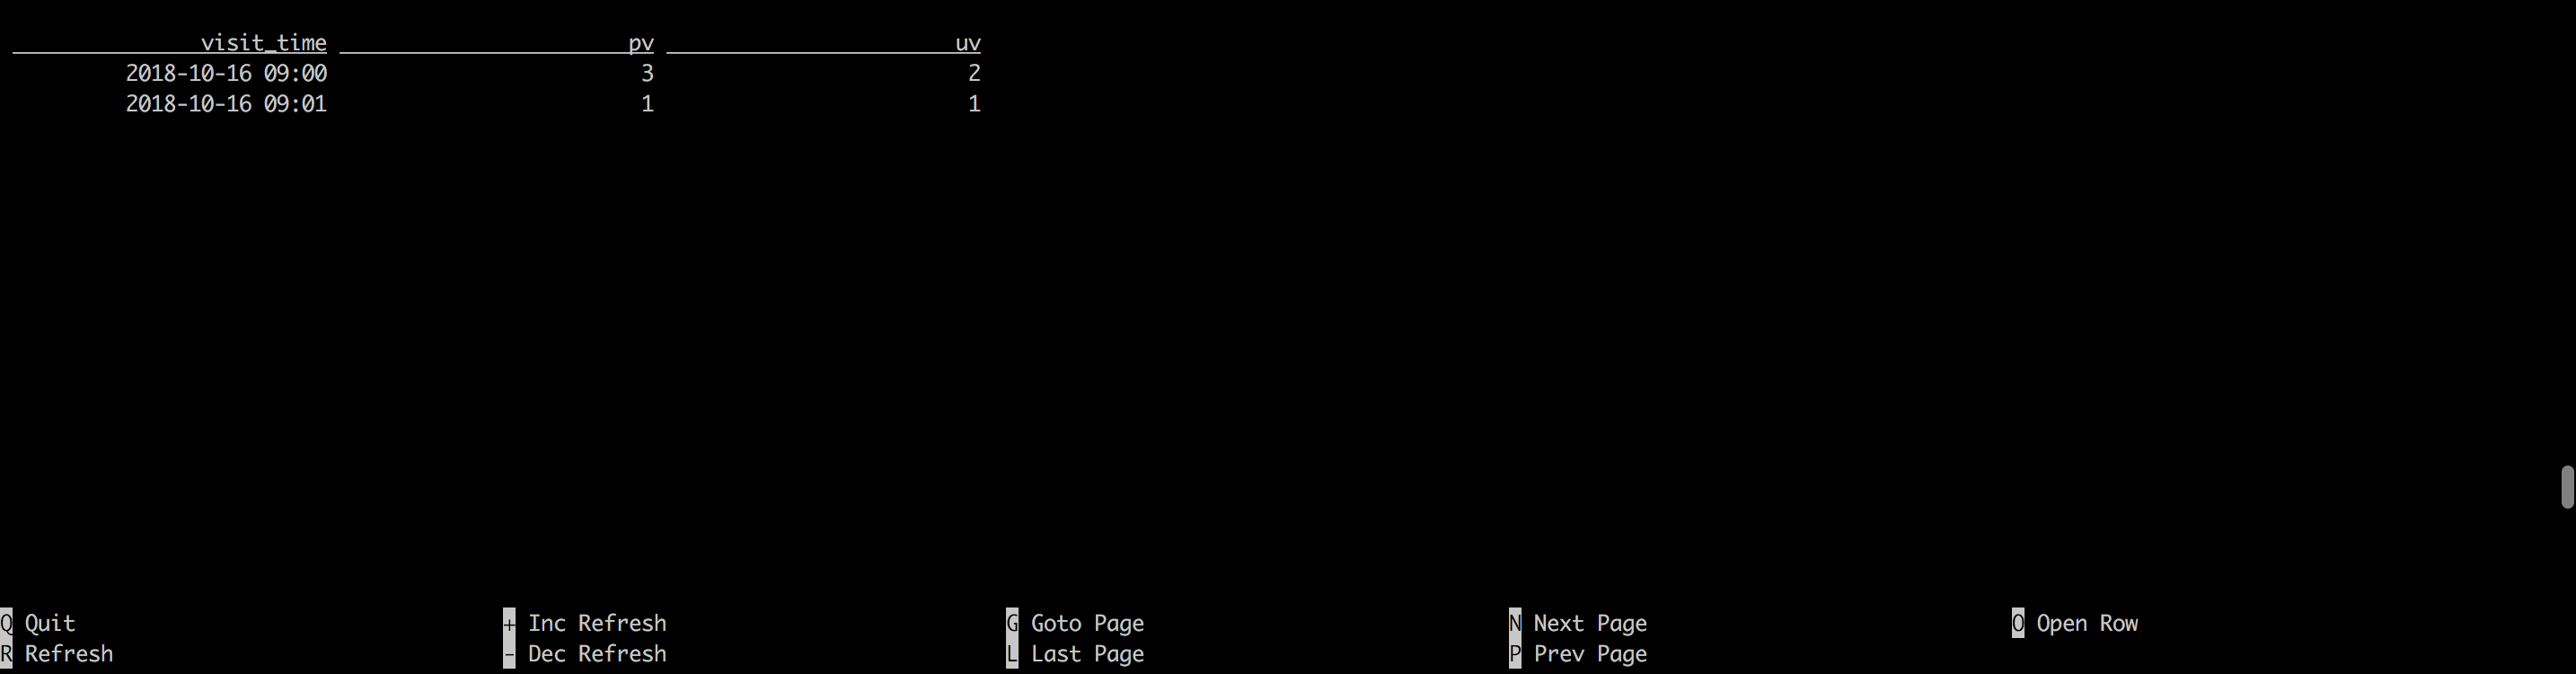 visit_time pv uv
2018-10-16 09:00 3 2
2018-10-16 09:01 1 1
Q Quit + Inc Refresh G Goto Page N Next Page O Open Row
R Refresh - Dec Refresh L Last Page P Prev Page